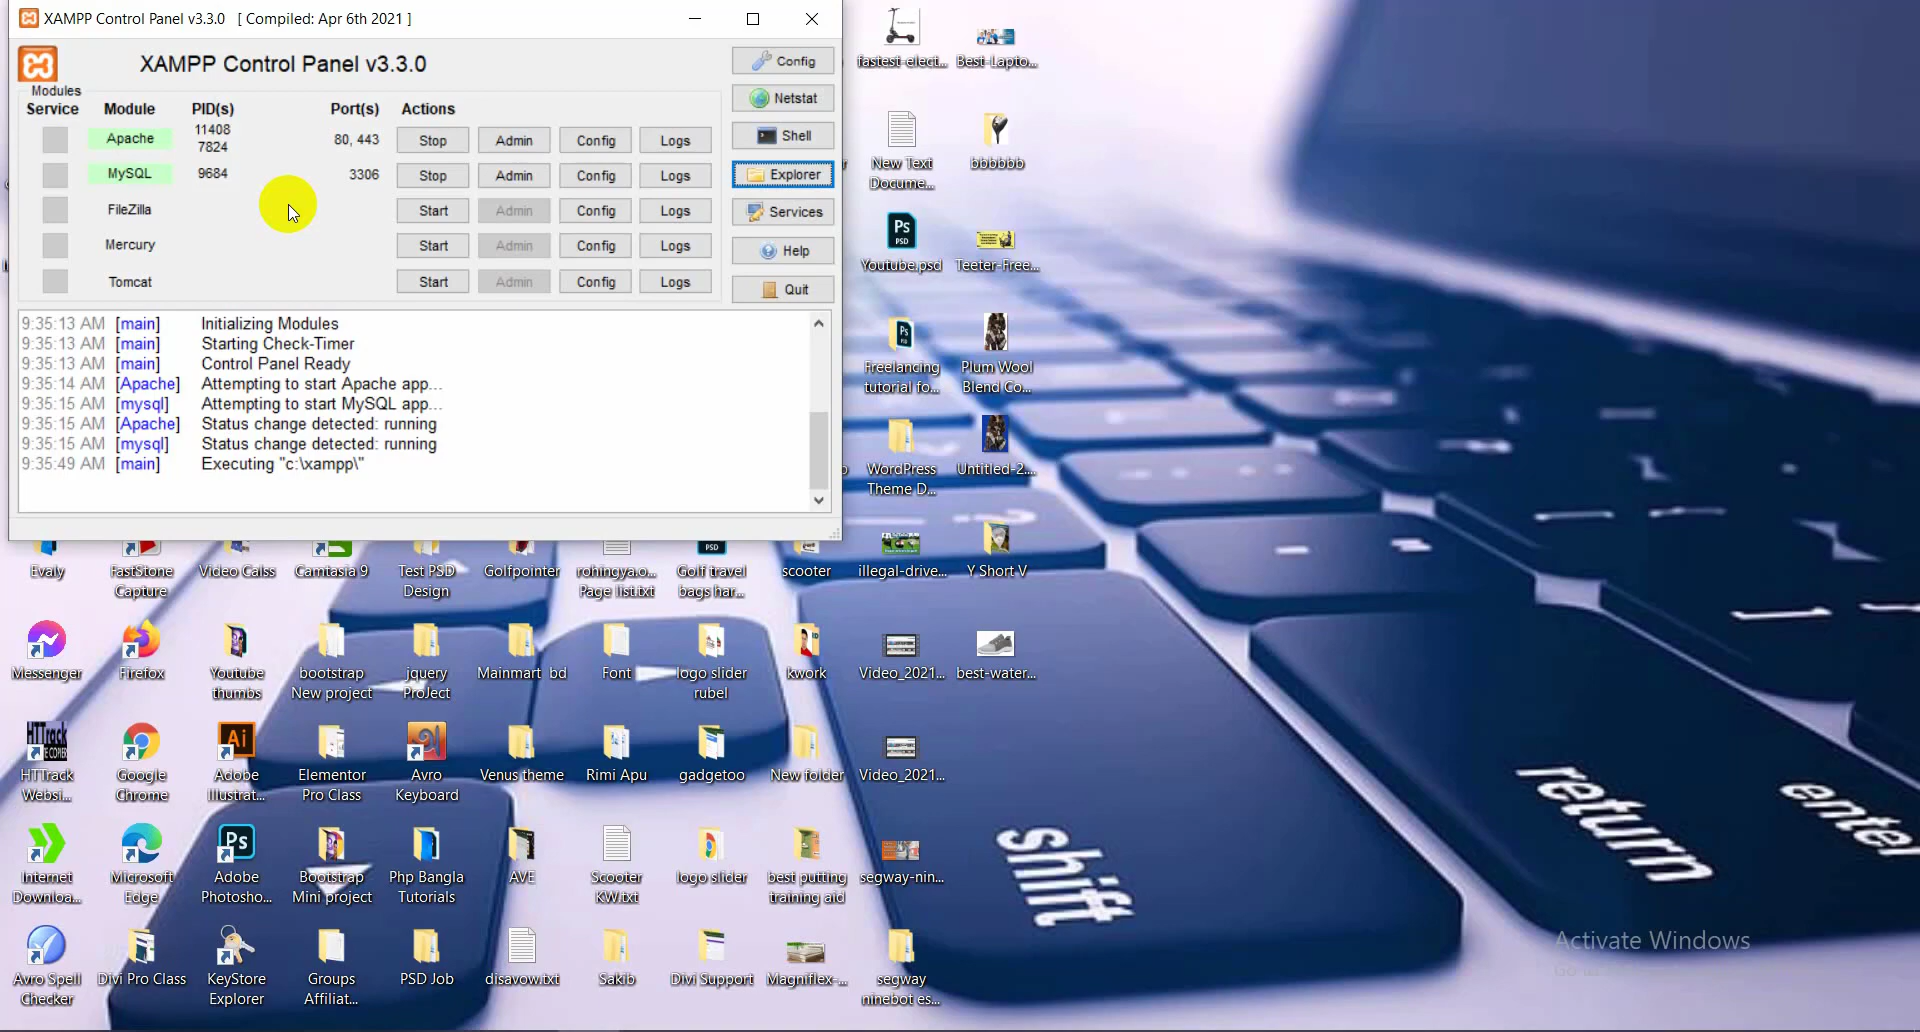 XAMPP Control Panel v3.3.0 [ Compiled: Apr 6th 2021 ]
XAMPP Control Panel v3.3.0
Config
Modules
Service Module PID(s) Port(s) Actions
Netstat
Apache 11408 7824 80, 443 Stop Admin Config Logs
Shell
MySQL 9684 3306 Stop Admin Config Logs
Explorer
FileZilla Start Admin Config Logs
Services
Mercury Start Admin Config Logs
Help
Tomcat Start Admin Config Logs
Quit
9:35:13 AM [main] Initializing Modules
9:35:13 AM [main] Starting Check-Timer
9:35:13 AM [main] Control Panel Ready
9:35:14 AM [Apache] Attempting to start Apache app...
9:35:15 AM [mysql] Attempting to start MySQL app...
9:35:15 AM [Apache] Status change detected: running
9:35:15 AM [mysql] Status change detected: running
9:35:49 AM [main] Executing "c:\xampp\"
fastest-elect... Best-Lapto...
New Text
Docume...
bbbbbb
Youtube.psd Teeter-Free...
Freelancing
tutorial fo...
Plum Wool
Blend Co...
WordPress
Theme D...
Untitled-2....
Evaly
FastStone
Capture
Video Calss
Camtasia 9
Test PSD
Design
Golfpointer
rohingya.o...
Page list.txt
Golf travel
bags har...
scooter
illegal-drive...
Y Short V
Messenger
Firefox
Youtube
thumbs
bootstrap
New project
jquery
ProJect
Mainmart bd
Font
logo slider
rubel
kwork
Video_2021...
best-water...
HTTrack
Websi...
Google
Chrome
Adobe
Illustrat...
Elementor
Pro Class
Avro
Keyboard
Venus theme
Rimi Apu
gadgetoo
New folder
Video_2021...
Internet
Downloa...
Microsoft
Edge
Adobe
Photosho...
Bootstrap
Mini project
Php Bangla
Tutorials
AVE
Scooter
KW.txt
logo slider
best putting
training aid
segway-nin...
Avro Spell
Checker
Divi Pro Class
KeyStore
Explorer
Groups
Affiliat...
PSD Job
disavow.txt
Sakib
Divi Support
Magniflex-...
segway
ninebot es...
shift
return
enter
Activate Windows